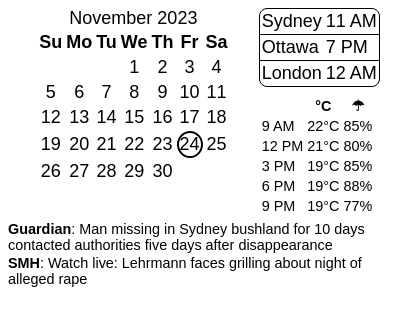 November 2023
Su Mo Tu We Th Fr Sa
1 2 3 4
5 6 7 8 9 10 11
12 13 14 15 16 17 18
19 20 21 22 23 24 25
26 27 28 29 30
Sydney 11 AM
Ottawa 7 PM
London 12 AM
°C ☂
9 AM 22°C 85%
12 PM 21°C 80%
3 PM 19°C 85%
6 PM 19°C 88%
9 PM 19°C 77%
Guardian: Man missing in Sydney bushland for 10 days
contacted authorities five days after disappearance
SMH: Watch live: Lehrmann faces grilling about night of
alleged rape